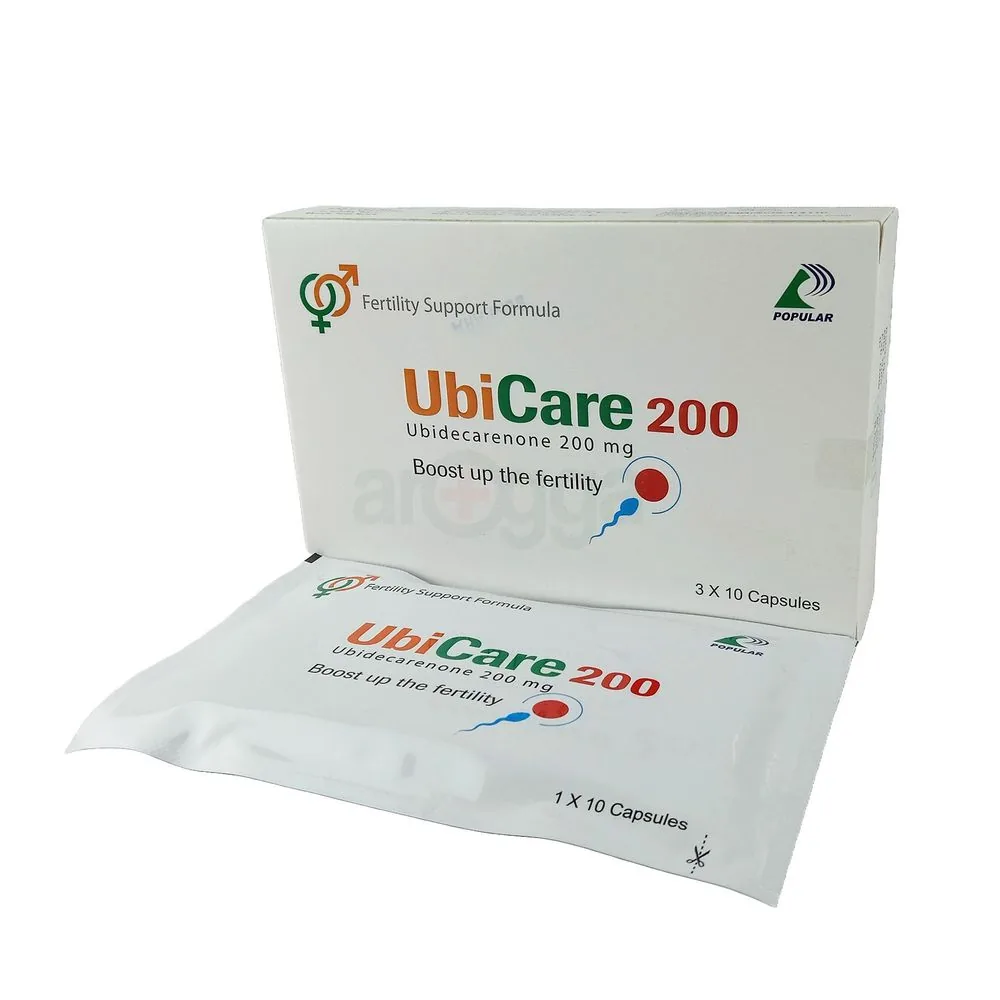 Fertility Support Formula
POPULAR
UbiCare 200
Ubidecarenone 200 mg
Boost up the fertility
arogga
3 X 10 Capsules
Fertility Support Formula
POPULAR
UbiCare 200
Ubidecarenone 200 mg
Boost up the fertility
1 X 10 Capsules